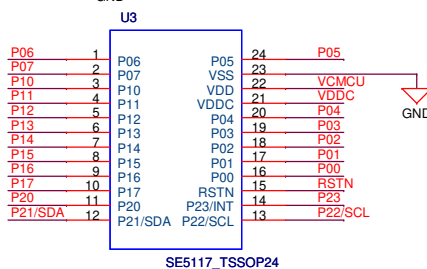 GND
U3
P06 1 P06 P05 24 P05
P07 2 P07 VSS 23
P10 3 P10 VDD 22 VCMCU
P11 4 P11 VDDC 21 VDDC
P12 5 P12 P04 20 P04
P13 6 P13 P03 19 P03
P14 7 P14 P02 18 P02
P15 8 P15 P01 17 P01
P16 9 P16 P00 16 P00
P17 10 P17 RSTN 15 RSTN
P20 11 P20 P23/INT 14 P23
P21/SDA 12 P21/SDA P22/SCL 13 P22/SCL
GND
SE5117_TSSOP24